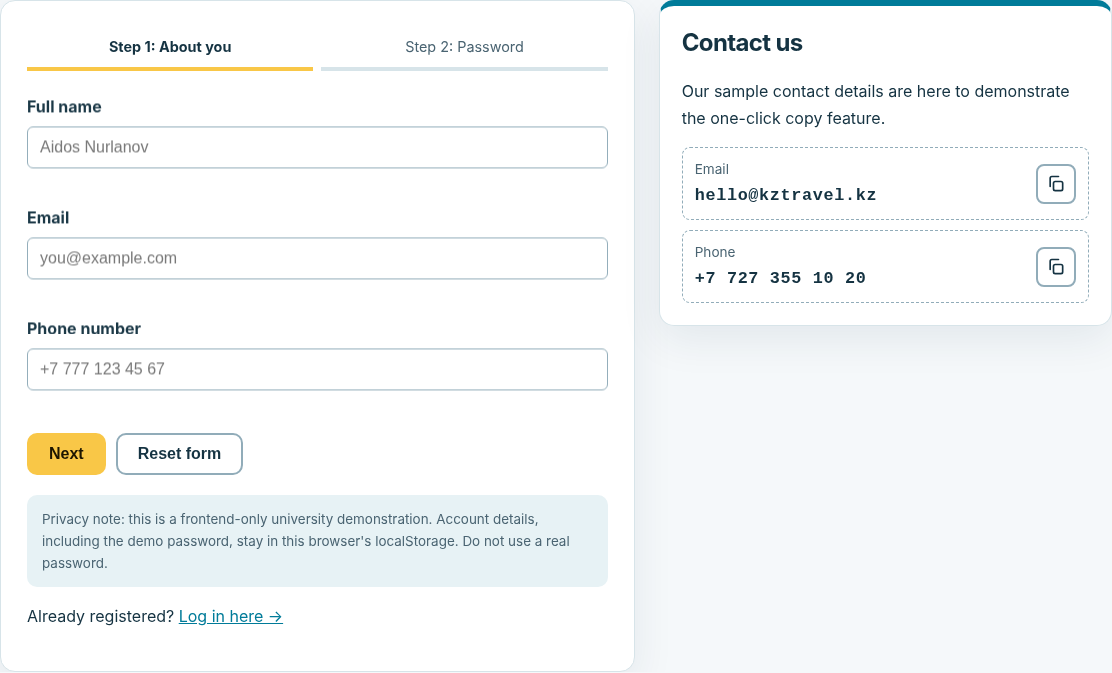 Step 1: About you
Step 2: Password
Full name
Aidos Nurlanov
Email
you@example.com
Phone number
+7 777 123 45 67
Next
Reset form
Privacy note: this is a frontend-only university demonstration. Account details,
including the demo password, stay in this browser's localStorage. Do not use a real
password.
Already registered? Log in here →
Contact us
Our sample contact details are here to demonstrate
the one-click copy feature.
Email
hello@kztravel.kz
Phone
+7 727 355 10 20